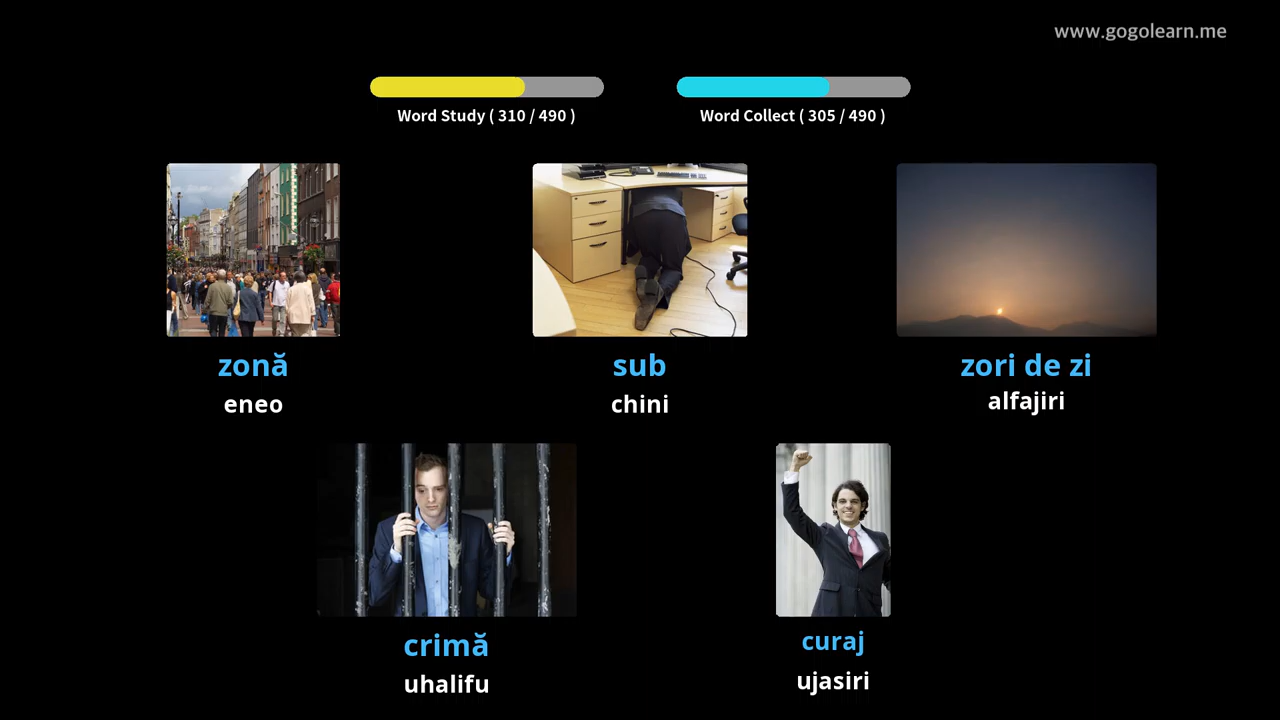 www.gogolearn.me
Word Study ( 310 / 490 )
Word Collect ( 305 / 490 )
zonă
eneo
sub
chini
zori de zi
alfajiri
crimă
uhalifu
curaj
ujasiri